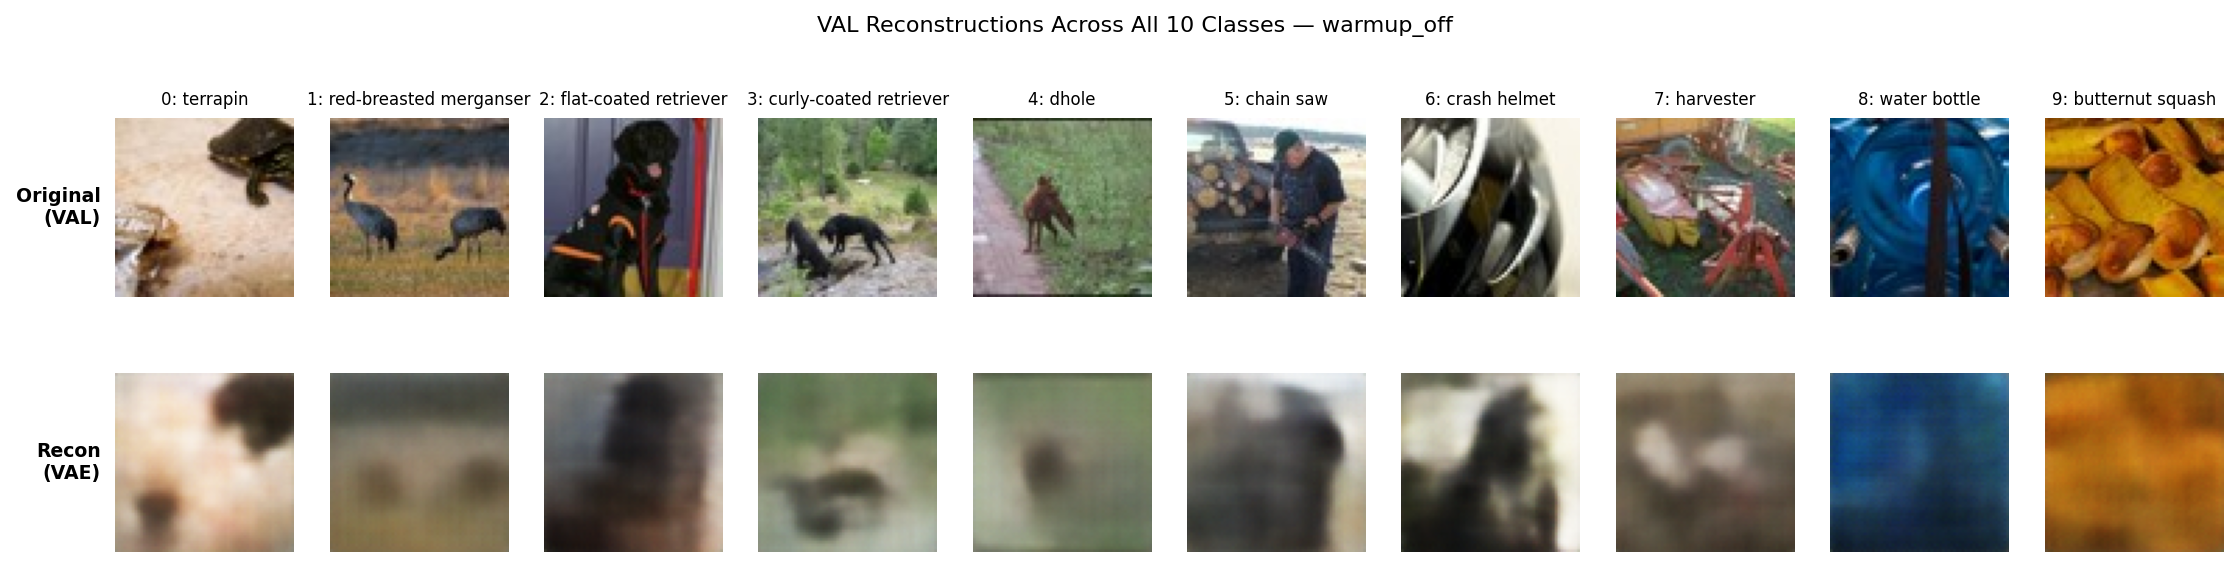 VAL Reconstructions Across All 10 Classes — warmup_off
0: terrapin
1: red-breasted merganser
2: flat-coated retriever
3: curly-coated retriever
4: dhole
5: chain saw
6: crash helmet
7: harvester
8: water bottle
9: butternut squash
Original
(VAL)
Recon
(VAE)